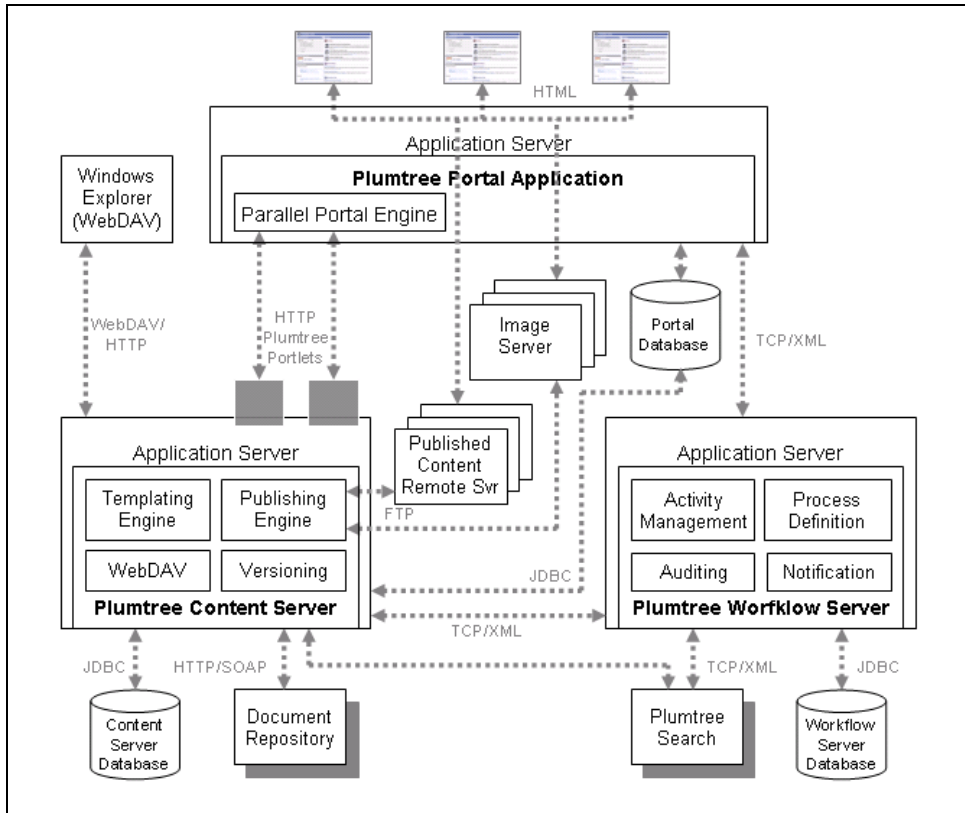 HTML
Application Server
Plumtree Portal Application
Parallel Portal Engine
Windows
Explorer
(WebDAV)
WebDAV/
HTTP
HTTP
Plumtree
Portlets
Image
Server
Portal
Database
TCP/XML
Published
Content
Remote Svr
FTP
Application Server
Templating
Engine
Publishing
Engine
WebDAV
Versioning
Plumtree Content Server
JDBC
TCP/XML
Application Server
Activity
Management
Process
Definition
Auditing
Notification
Plumtree Worfklow Server
JDBC
HTTP/SOAP
TCP/XML
JDBC
Content
Server
Database
Document
Repository
Plumtree
Search
Workflow
Server
Database